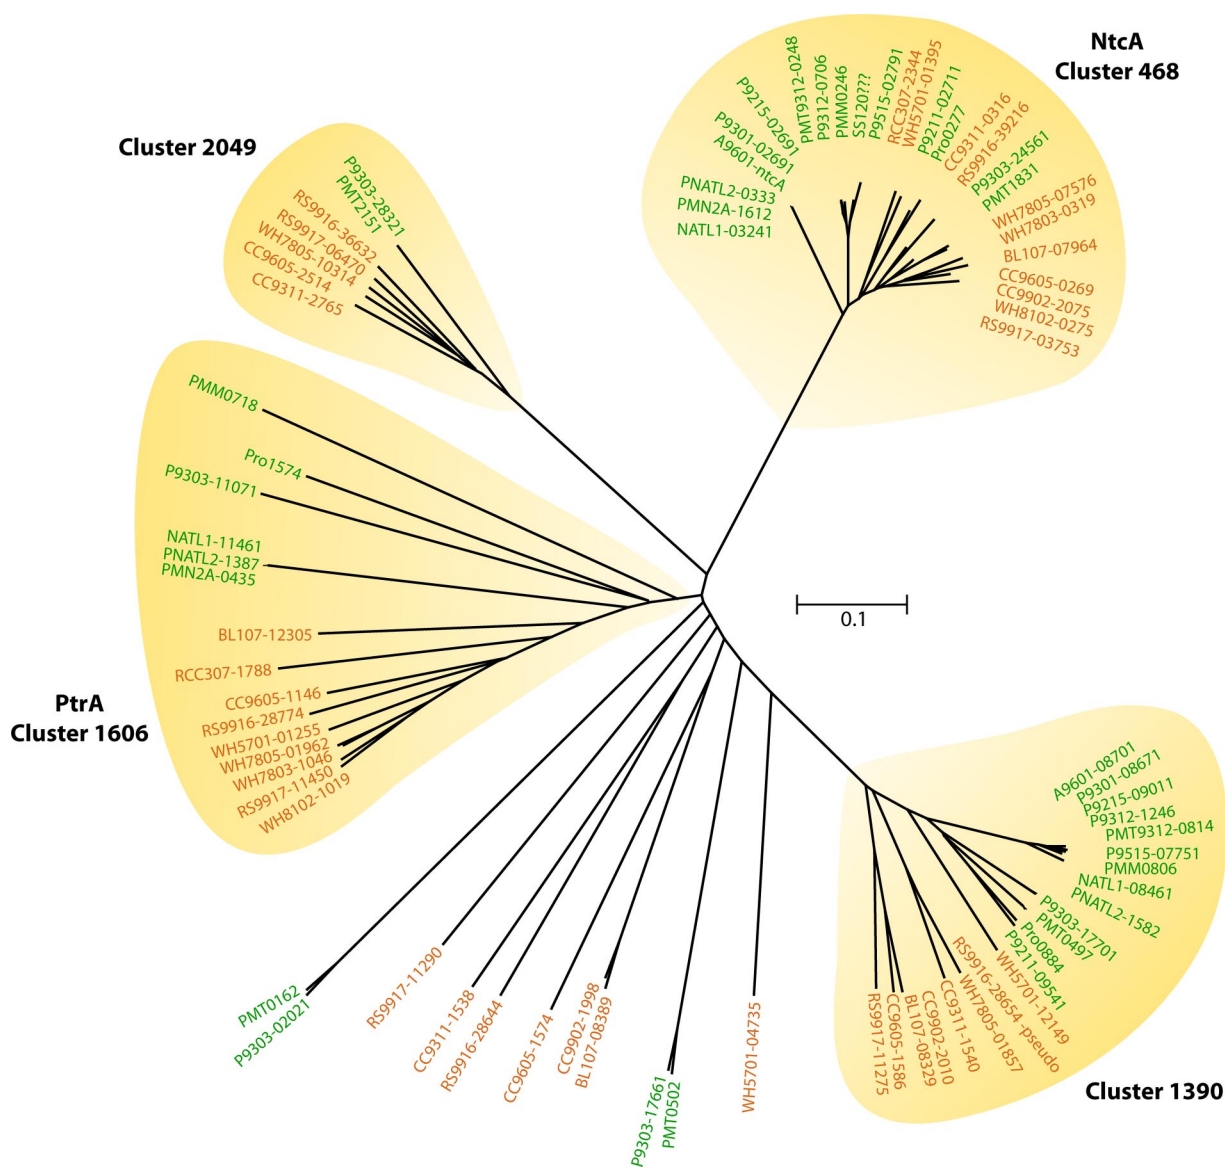 NtcA
Cluster 468
P9215-02691
P9301-02691
A9601-ntcA
PNATL2-0333
PMN2A-1612
NATL1-03241
PMT9312-0248
P9312-0706
PMM0246
SS120???
P9515-02791
RCC307-2344
WH5701-01395
P9211-02711
Pro0277
CC9311-0316
RS9916-39216
P9303-24561
PMT1831
WH7805-07576
WH7803-0319
BL107-07964
CC9605-0269
CC9902-2075
WH8102-0275
RS9917-03753
Cluster 2049
P9303-28321
PMT2151
RS9916-36632
RS9917-06470
WH7805-10314
CC9605-2514
CC9311-2765
PMM0718
Pro1574
P9303-11071
NATL1-11461
PNATL2-1387
PMN2A-0435
BL107-12305
RCC307-1788
CC9605-1146
RS9916-28774
WH5701-01255
WH7805-01962
WH7803-1046
RS9917-11450
WH8102-1019
PtrA
Cluster 1606
0.1
PMT0162
P9303-02021
RS9917-11290
CC9311-1538
RS9916-28644
CC9605-1574
CC9902-1998
BL107-08389
P9303-17661
PMT0502
WH5701-04735
A9601-08701
P9301-08671
P9215-09011
P9312-1246
PMT9312-0814
P9515-07751
PMM0806
NATL1-08461
PNATL2-1582
P9303-17701
PMT0497
Pro0884
P9211-09541
WH5701-12149
RS9916-28654 -pseudo
WH7805-01857
CC9311-1540
CC9902-2010
BL107-08329
CC9605-1586
RS9917-11275
Cluster 1390